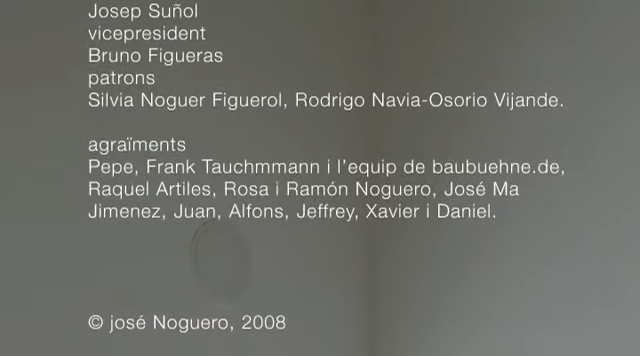 Josep Suñol
vicepresident
Bruno Figueras
patrons
Silvia Noguer Figuerol, Rodrigo Navia-Osorio Vijande.
agraïments
Pepe, Frank Tauchmmann i l'equip de baubuehne.de,
Raquel Artiles, Rosa i Ramón Noguero, José Ma
Jimenez, Juan, Alfons, Jeffrey, Xavier i Daniel.
© josé Noguero, 2008